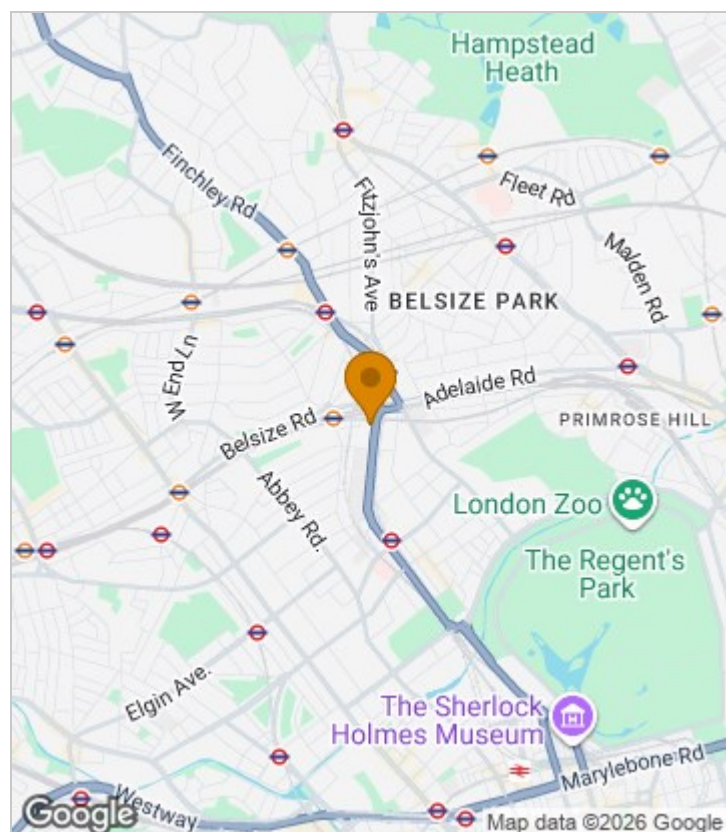 Hampstead
Heath
Finchley Rd
Fitzjohn's Ave
Fleet Rd
Malden Rd
BELSIZE PARK
W End Ln
Adelaide Rd
Belsize Rd
PRIMROSE HILL
Abbey Rd.
London Zoo
The Regent's
Park
Elgin Ave.
The Sherlock
Holmes Museum
Marylebone Rd
Westway
Google
Map data ©2026 Google